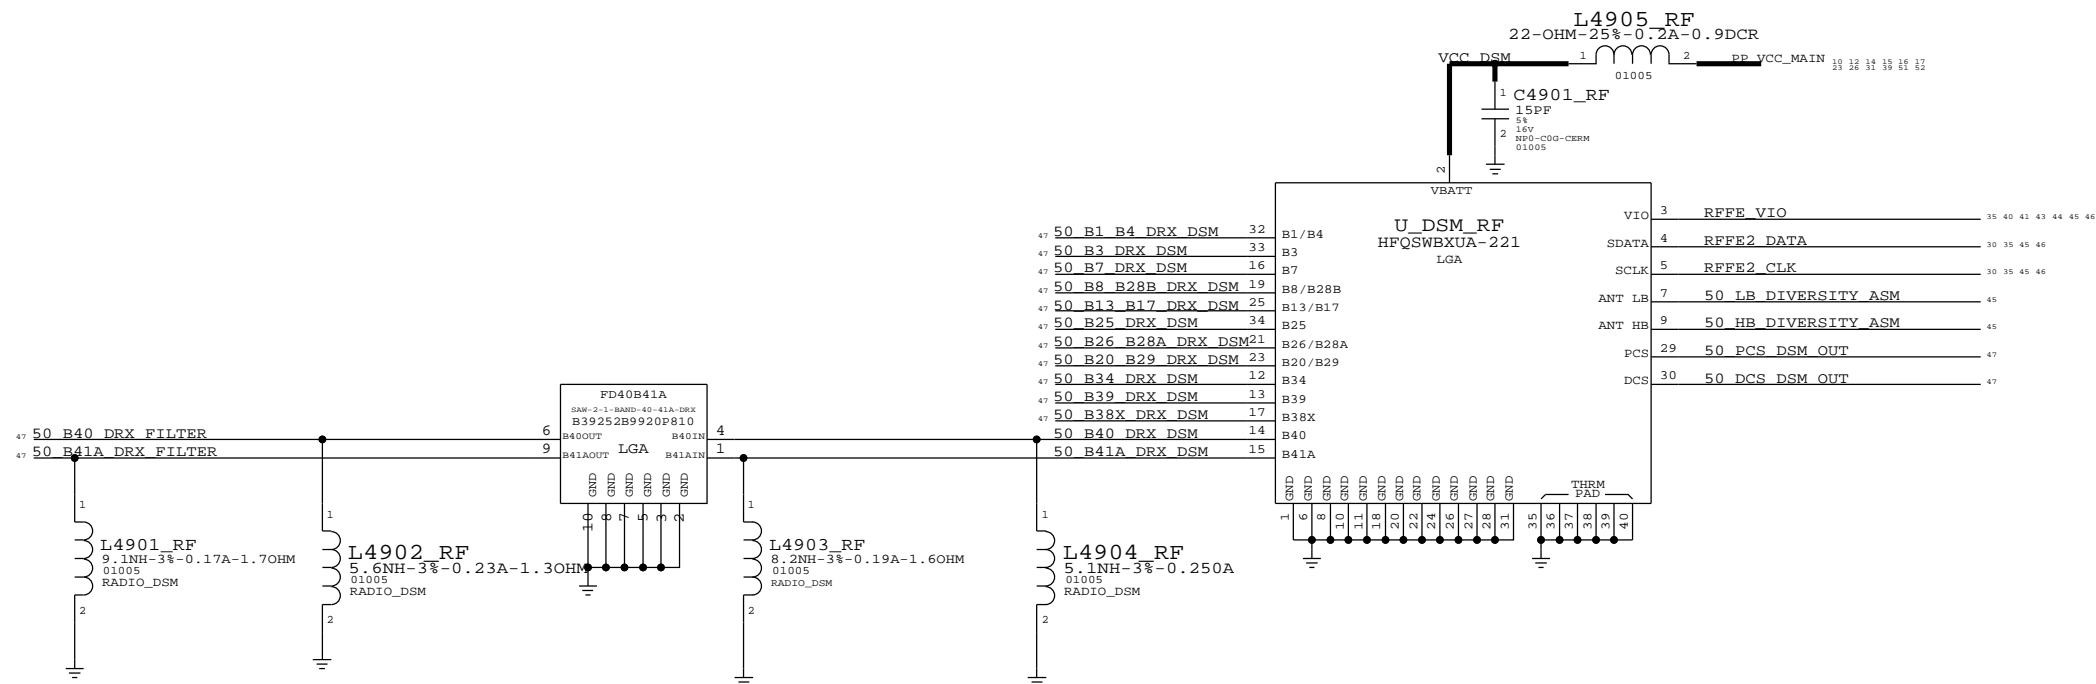 L4905_RF
22-OHM-25%-0.2A-0.9DCR
VCC_DSM
1
2
PP_VCC_MAIN
10 12 14 15 16 17
23 26 31 39 51 52
01005
1
C4901_RF
15PF
5%
16V
2
NP0-C0G-CERM
01005
2
VBATT
U_DSM_RF
HFQSWBXUA-221
LGA
47 50_B1_B4_DRX_DSM 32 B1/B4
47 50_B3_DRX_DSM 33 B3
47 50_B7_DRX_DSM 16 B7
47 50_B8_B28B_DRX_DSM 19 B8/B28B
47 50_B13_B17_DRX_DSM 25 B13/B17
47 50_B25_DRX_DSM 34 B25
47 50_B26_B28A_DRX_DSM 21 B26/B28A
47 50_B20_B29_DRX_DSM 23 B20/B29
47 50_B34_DRX_DSM 12 B34
47 50_B39_DRX_DSM 13 B39
47 50_B38X_DRX_DSM 17 B38X
50_B40_DRX_DSM 14 B40
50_B41A_DRX_DSM 15 B41A
VIO 3 RFFE_VIO 35 40 41 43 44 45 46
SDATA 4 RFFE2_DATA 30 35 45 46
SCLK 5 RFFE2_CLK 30 35 45 46
ANT LB 7 50_LB_DIVERSITY_ASM 45
ANT HB 9 50_HB_DIVERSITY_ASM 45
PCS 29 50_PCS_DSM_OUT 47
DCS 30 50_DCS_DSM_OUT 47
GND GND GND GND GND GND GND GND GND GND GND GND
1 6 8 10 11 18 20 22 24 26 27 28 31
THRM
PAD
35 36 37 38 39 40
FD40B41A
SAW-2-1-BAND-40-41A-DRX
B39252B9920P810
LGA
47 50_B40_DRX_FILTER 6 B40OUT B40IN 4
47 50_B41A_DRX_FILTER 9 B41AOUT B41AIN 1
GND GND GND GND GND GND
10 8 7 5 3 2
1
L4901_RF
9.1NH-3%-0.17A-1.7OHM
01005
RADIO_DSM
2
1
L4902_RF
5.6NH-3%-0.23A-1.3OHM
01005
RADIO_DSM
2
1
L4903_RF
8.2NH-3%-0.19A-1.6OHM
01005
RADIO_DSM
2
1
L4904_RF
5.1NH-3%-0.250A
01005
RADIO_DSM
2